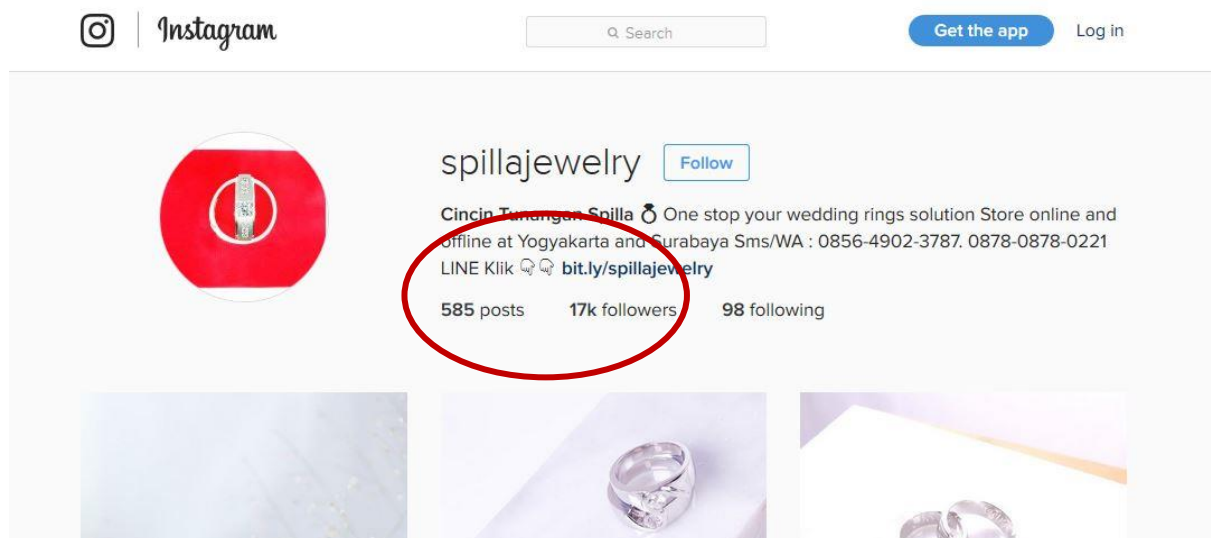 Instagram
Search
Get the app
Log in
spillajewelry
Follow
Cincin Tunangan Spilla 💍 One stop your wedding rings solution Store online and
offline at Yogyakarta and Surabaya Sms/WA : 0856-4902-3787. 0878-0878-0221
LINE Klik 👇👇 bit.ly/spillajewelry
585 posts 17k followers 98 following